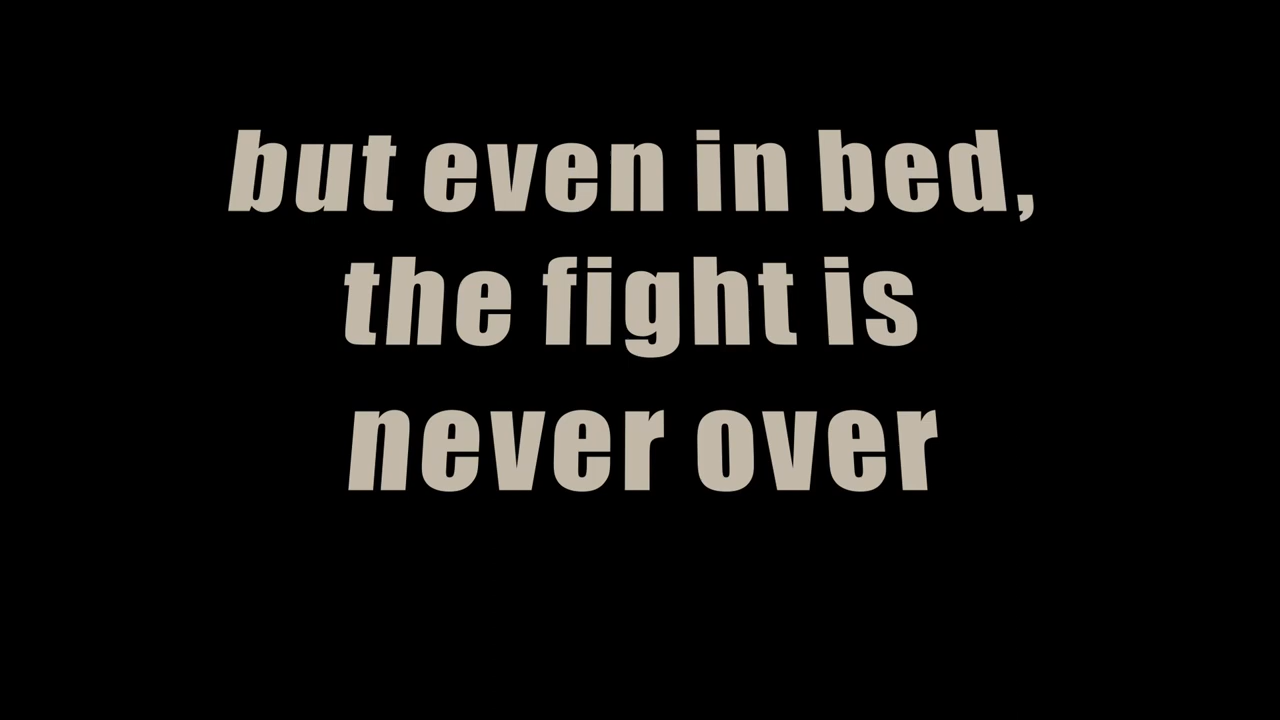 but even in bed,
the fight is
never over